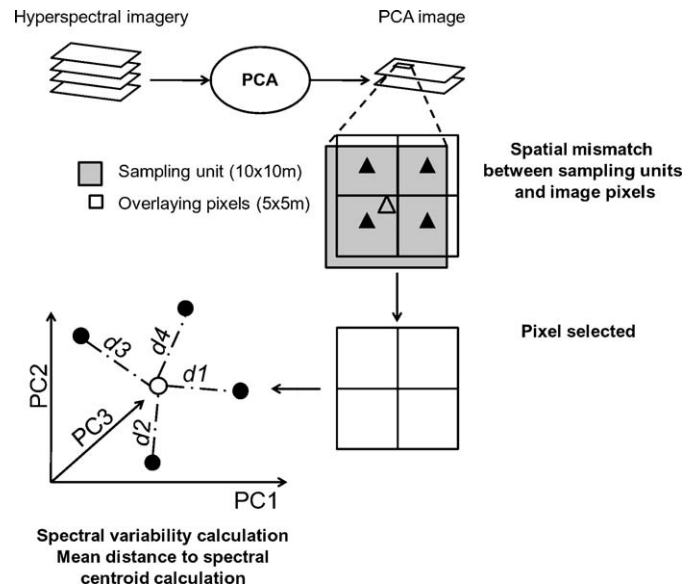 Hyperspectral imagery
PCA image
PCA
Sampling unit (10x10m)
Overlaying pixels (5x5m)
Spatial mismatch
between sampling units
and image pixels
Pixel selected
d3
d4
d1
d2
PC2
PC3
PC1
Spectral variability calculation
Mean distance to spectral
centroid calculation